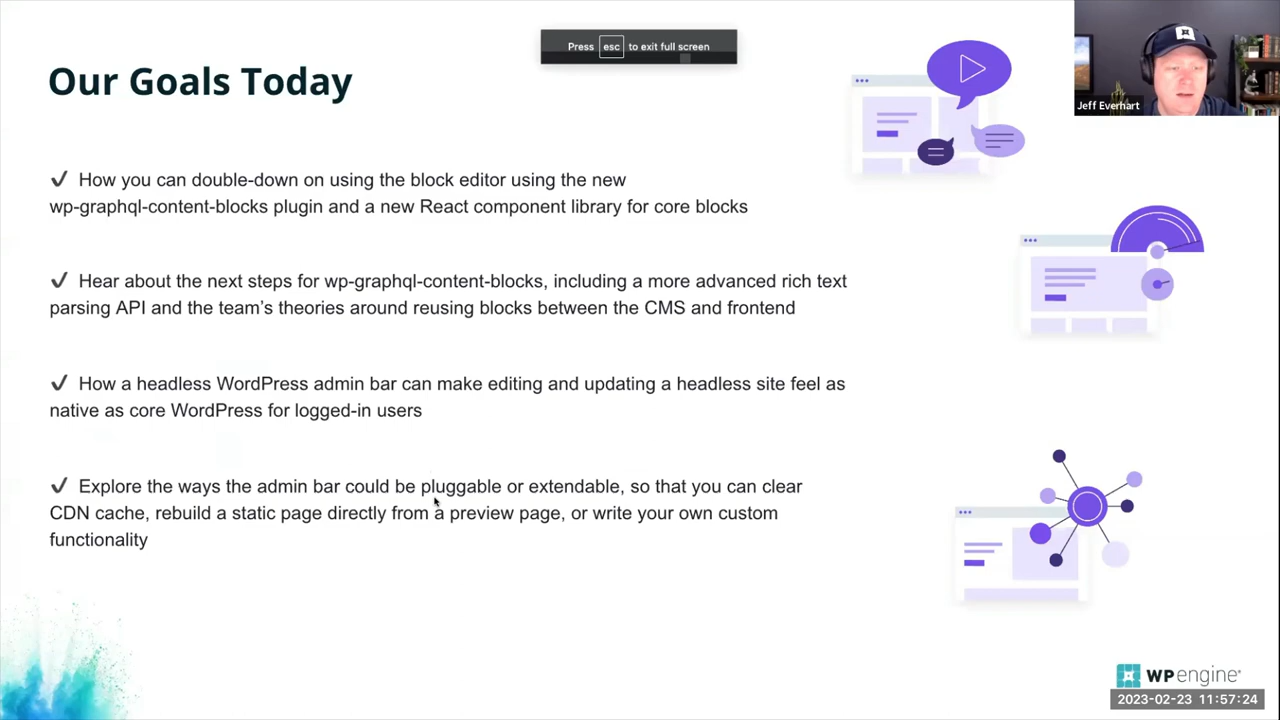 Press esc to exit full screen
Our Goals Today
Jeff Everhart
✓ How you can double-down on using the block editor using the new
wp-graphql-content-blocks plugin and a new React component library for core blocks
✓ Hear about the next steps for wp-graphql-content-blocks, including a more advanced rich text
parsing API and the team's theories around reusing blocks between the CMS and frontend
✓ How a headless WordPress admin bar can make editing and updating a headless site feel as
native as core WordPress for logged-in users
✓ Explore the ways the admin bar could be pluggable or extendable, so that you can clear
CDN cache, rebuild a static page directly from a preview page, or write your own custom
functionality
WP engine®
2023-02-23 11:57:24